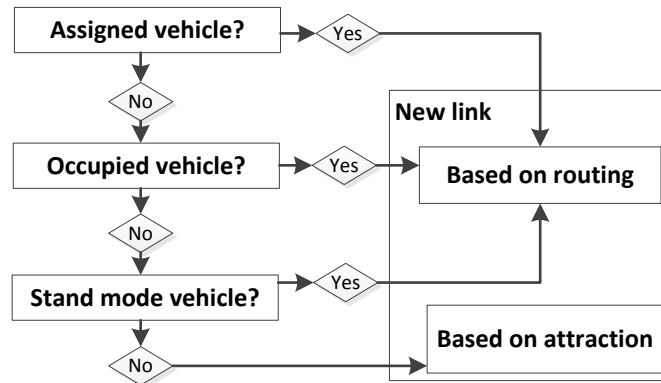 Assigned vehicle?
Yes
No
New link
Occupied vehicle?
Yes
Based on routing
No
Stand mode vehicle?
Yes
Based on attraction
No